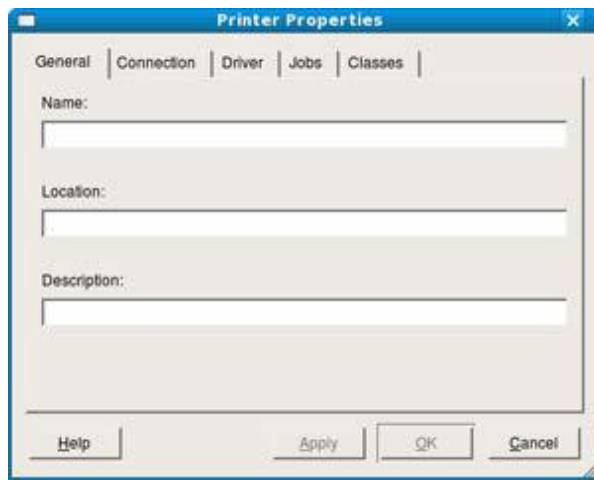 Printer Properties
General Connection Driver Jobs Classes
Name:
Location:
Description:
Help Apply OK Cancel